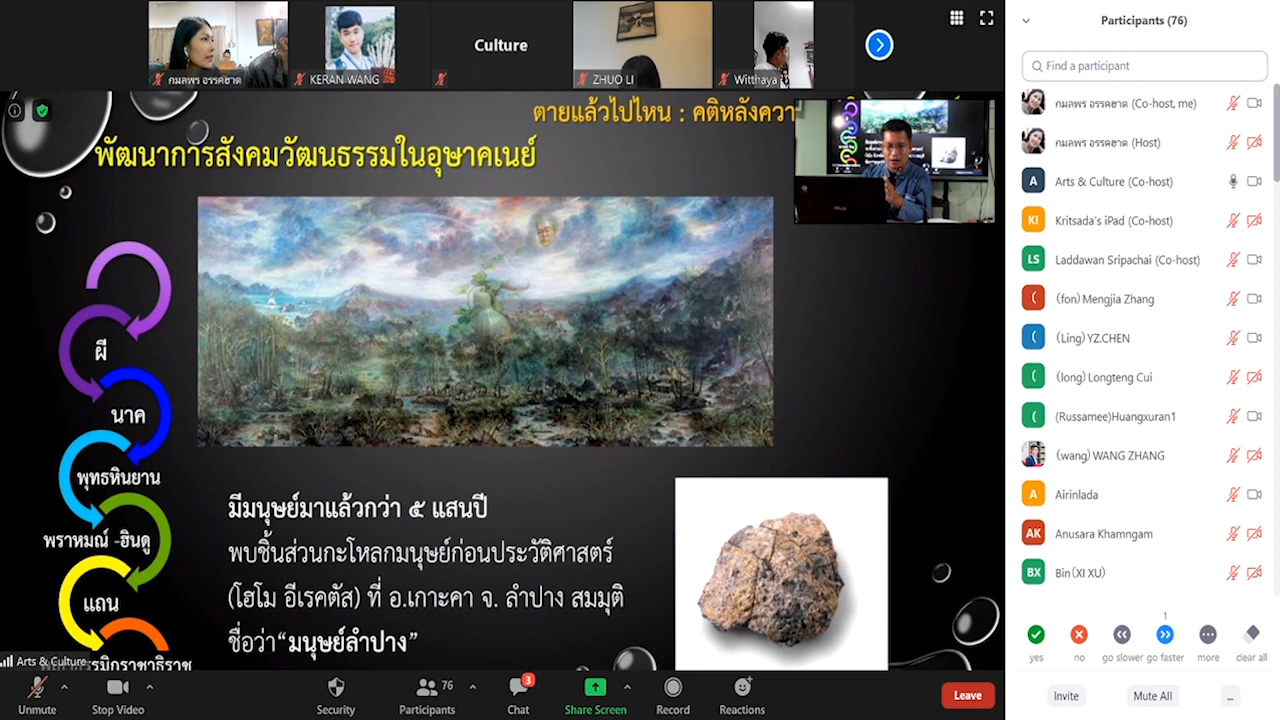 กมลพร อรรคฮาด
KERAN WANG
Culture
ZHUO LI
Witthaya
ตายแล้วไปไหน : คติหลังควา
พัฒนาการสังคมวัฒนธรรมในอุษาคเนย์
ผี
นาค
พุทธหินยาน
พราหมณ์ -ฮินดู
แถน
มีมนุษย์มาแล้วกว่า ๕ แสนปี
พบชิ้นส่วนกะโหลกมนุษย์ก่อนประวัติศาสตร์
(โฮโม อีเรคตัส) ที่ อ.เกาะคา จ. ลำปาง สมมุติ
ชื่อว่า“มนุษย์ลำปาง”
Arts & Culture
Unmute
Stop Video
Security
76
Participants
3
Chat
Share Screen
Record
Reactions
Leave
Participants (76)
Find a participant
กมลพร อรรคฮาด (Co-host, me)
กมลพร อรรคฮาด (Host)
A Arts & Culture (Co-host)
KI Kritsada's iPad (Co-host)
LS Laddawan Sripachai (Co-host)
( (fon) Mengjia Zhang
( (Ling) YZ.CHEN
( (long) Longteng Cui
( (Russamee)Huangxuran1
(wang) WANG ZHANG
A Airinlada
AK Anusara Khamngam
BX Bin(XI XU)
1
yes
no
go slower
go faster
more
clear all
Invite
Mute All
...